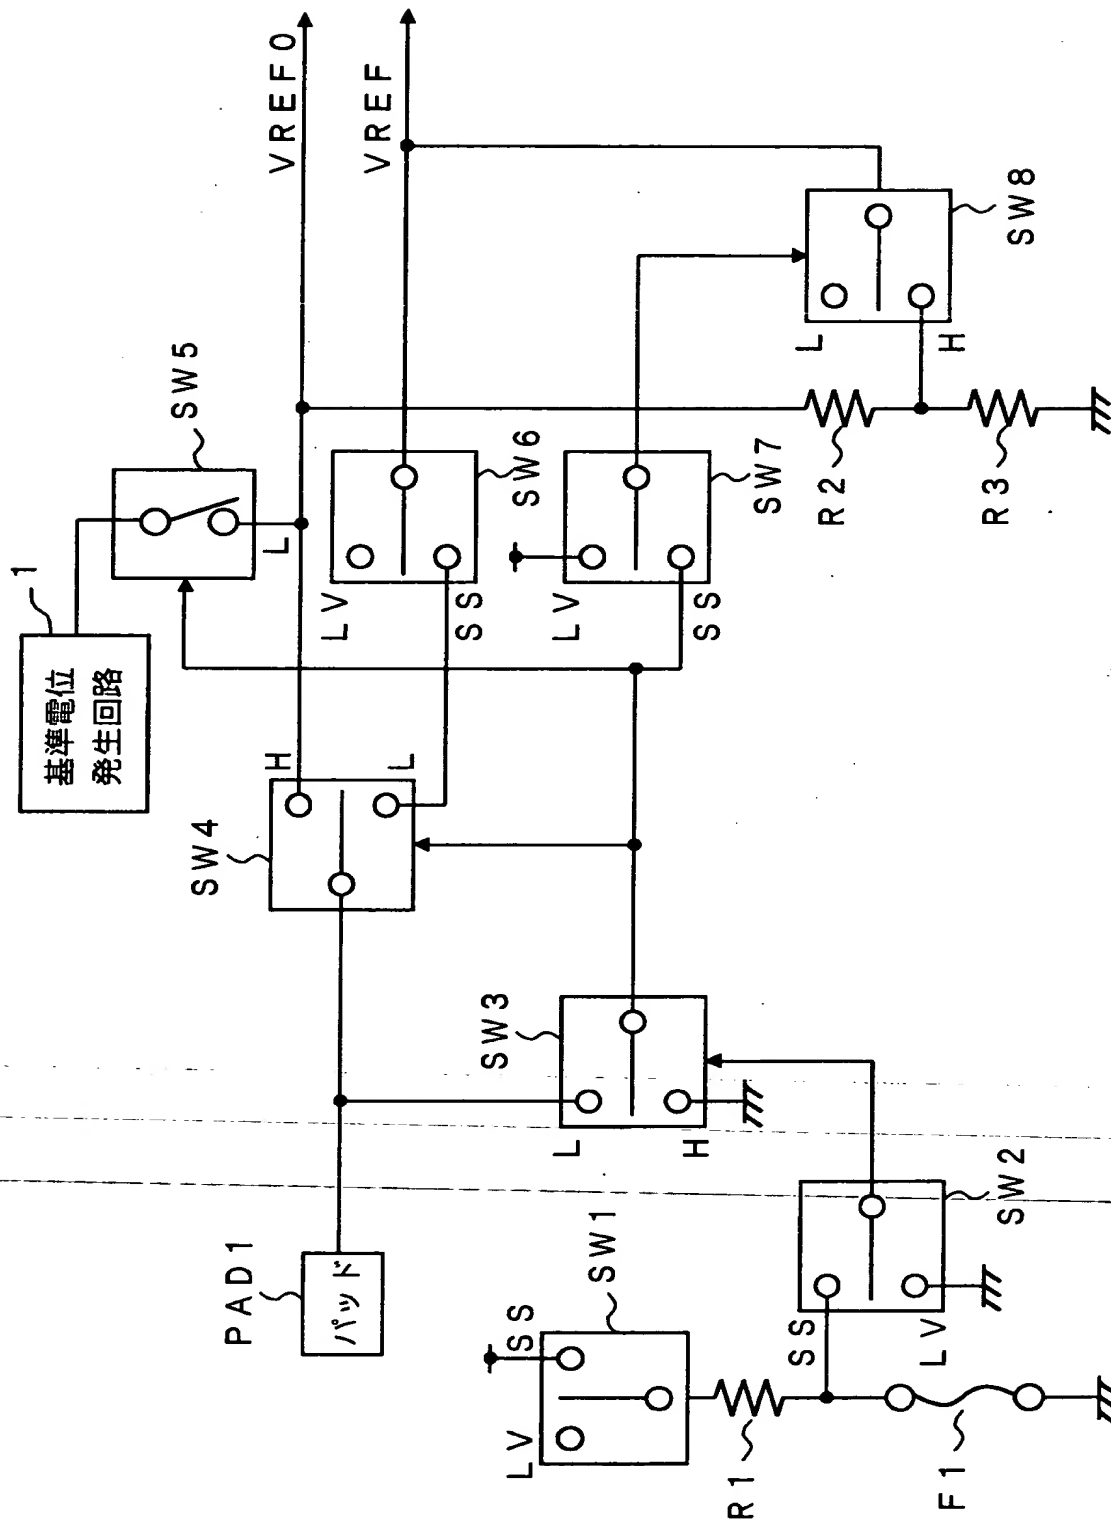 1
基準電位
発生回路
SW5
L
VREF0
VREF
SW4
H
L
LV
SS
SW6
LV
SS
SW7
L
H
SW8
R2
R3
PAD1
パッド
SW3
L
H
SW1
LV
SS
R1
F1
SS
LV
SW2